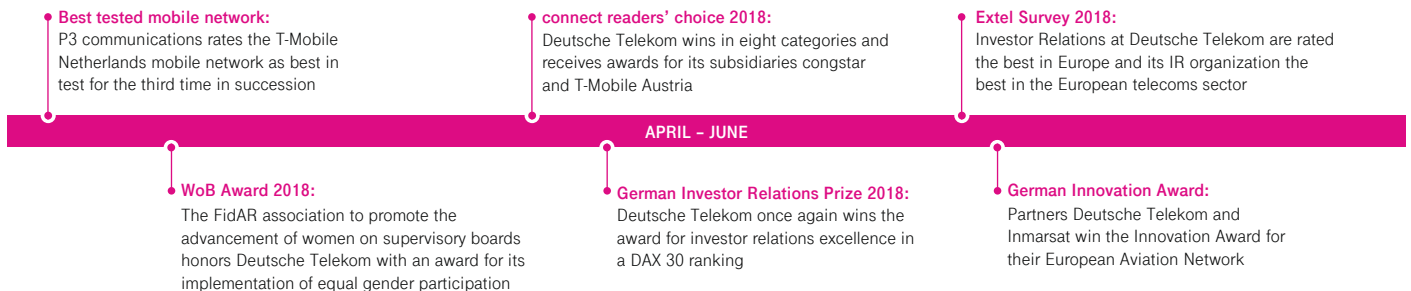 Best tested mobile network:
P3 communications rates the T-Mobile
Netherlands mobile network as best in
test for the third time in succession
connect readers’ choice 2018:
Deutsche Telekom wins in eight categories and
receives awards for its subsidiaries congstar
and T-Mobile Austria
Extel Survey 2018:
Investor Relations at Deutsche Telekom are rated
the best in Europe and its IR organization the
best in the European telecoms sector
APRIL – JUNE
WoB Award 2018:
The FidAR association to promote the
advancement of women on supervisory boards
honors Deutsche Telekom with an award for its
implementation of equal gender participation
German Investor Relations Prize 2018:
Deutsche Telekom once again wins the
award for investor relations excellence in
a DAX 30 ranking
German Innovation Award:
Partners Deutsche Telekom and
Inmarsat win the Innovation Award for
their European Aviation Network